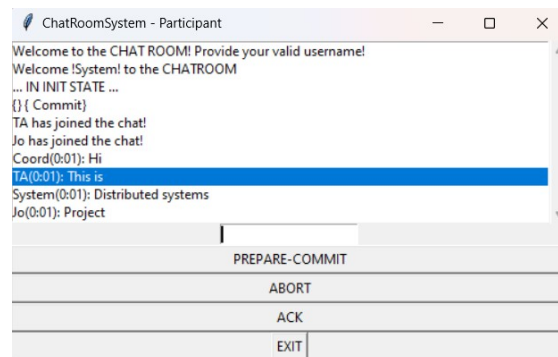 ChatRoomSystem - Participant
Welcome to the CHAT ROOM! Provide your valid username!
Welcome !System! to the CHATROOM
... IN INIT STATE ...
{} { Commit}
TA has joined the chat!
Jo has joined the chat!
Coord(0:01): Hi
TA(0:01): This is
System(0:01): Distributed systems
Jo(0:01): Project
PREPARE-COMMIT
ABORT
ACK
EXIT